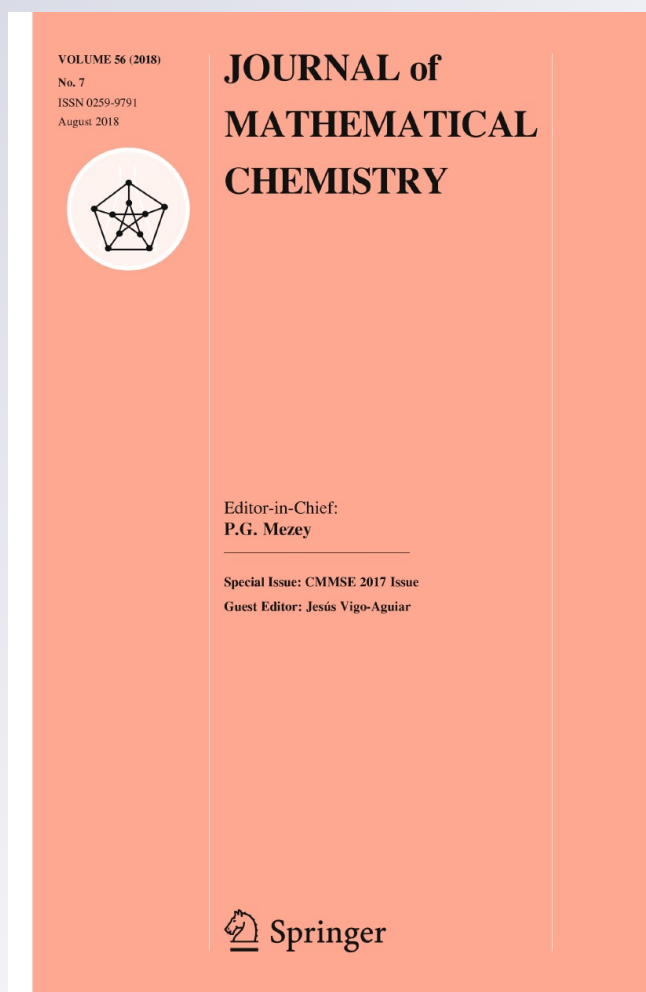 VOLUME 56 (2018)
No. 7
ISSN 0259-9791
August 2018
JOURNAL of
MATHEMATICAL
CHEMISTRY
Editor-in-Chief:
P.G. Mezey
Special Issue: CMMSE 2017 Issue
Guest Editor: Jesús Vigo-Aguiar
Springer